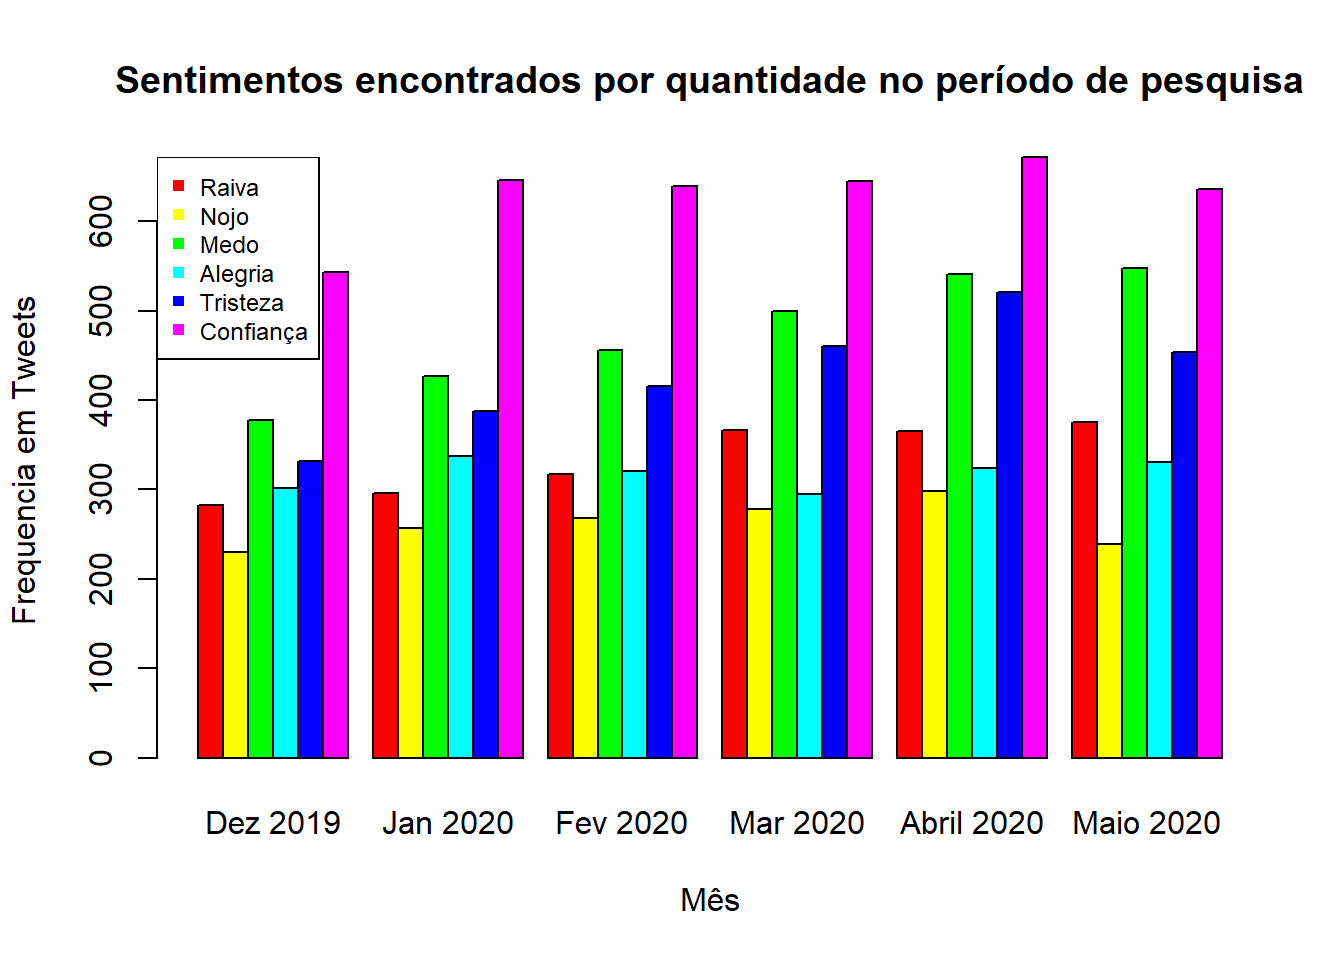 Sentimentos encontrados por quantidade no período de pesquisa
Raiva
Nojo
Medo
Alegria
Tristeza
Confiança
Frequencia em Tweets
600
500
400
300
200
100
0
Dez 2019 Jan 2020 Fev 2020 Mar 2020 Abril 2020 Maio 2020
Mês